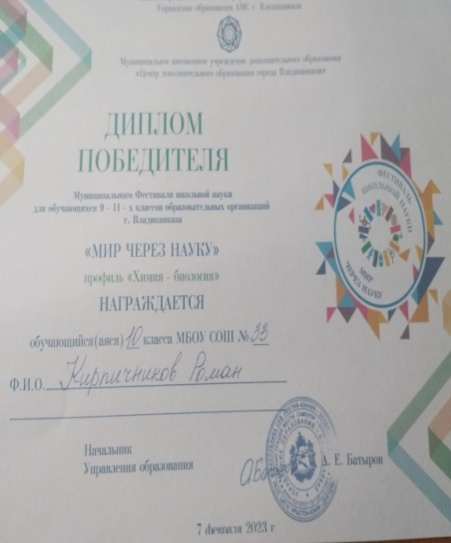 Управление образования АМС г. Владикавказа
Муниципальное автономное учреждение дополнительного образования
«Центр дополнительного образования города Владикавказа»
ДИПЛОМ
ПОБЕДИТЕЛЯ
Муниципального Фестиваля школьной науки
для обучающихся 9 - 11 - х классов образовательных организаций
г. Владикавказа
«МИР ЧЕРЕЗ НАУКУ»
профиль «Химия - биология»
НАГРАЖДАЕТСЯ
обучающийся(аяся) 10 класса МБОУ СОШ № 33
Ф.И.О. Кирпичников Роман
Начальник
Управления образования
А. Е. Батыров
7 февраля 2023 г
ФЕСТИВАЛЬ
ШКОЛЬНОЙ НАУКИ
МИР
ЧЕРЕЗ НАУКУ